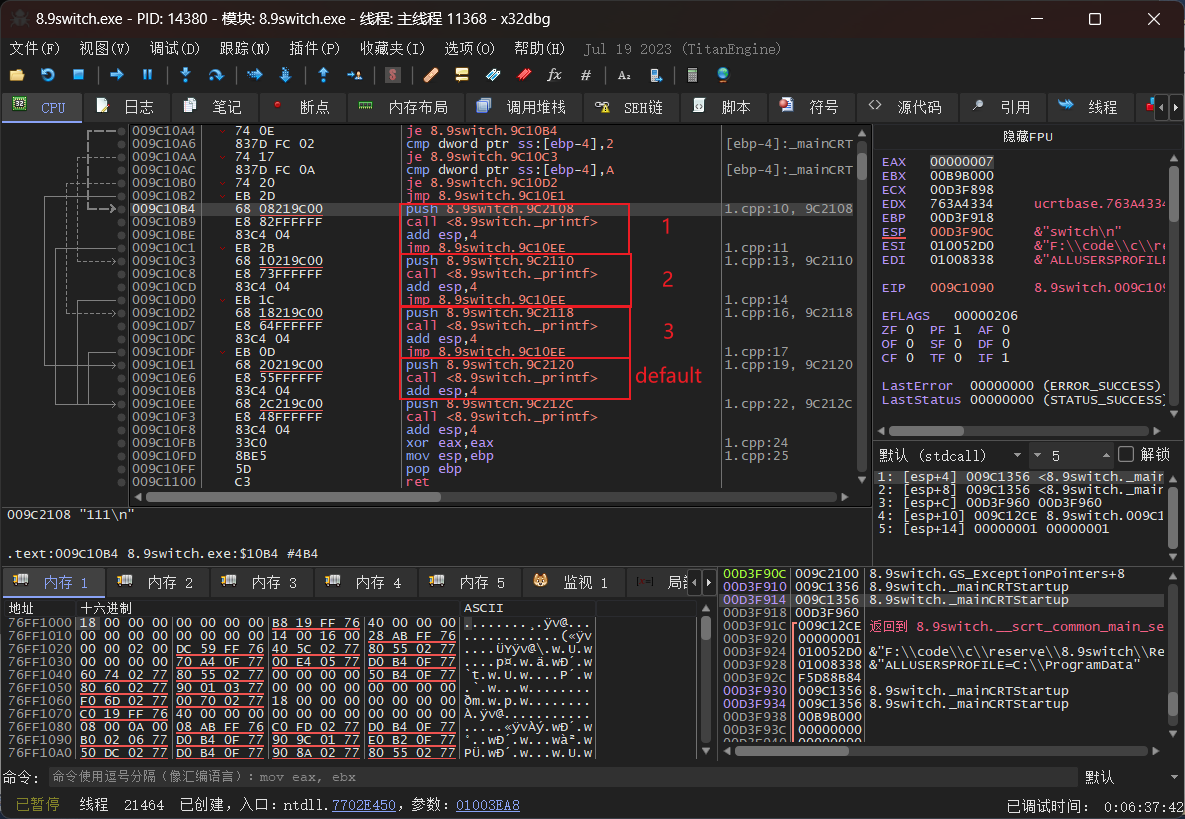 8.9switch.exe - PID: 14380 - 模块: 8.9switch.exe - 线程: 主线程 11368 - x32dbg
文件(F) 视图(V) 调试(D) 跟踪(N) 插件(P) 收藏夹(I) 选项(O) 帮助(H) Jul 19 2023 (TitanEngine)
CPU 日志 笔记 断点 内存布局 调用堆栈 SEH链 脚本 符号 源代码 引用 线程
009C10A4 74 0E je 8.9switch.9C10B4
009C10A6 837D FC 02 cmp dword ptr ss:[ebp-4],2 [ebp-4]:_mainCRT
009C10AA 74 17 je 8.9switch.9C10C3
009C10AC 837D FC 0A cmp dword ptr ss:[ebp-4],A [ebp-4]:_mainCRT
009C10B0 74 20 je 8.9switch.9C10D2
009C10B2 EB 2D jmp 8.9switch.9C10E1
009C10B4 68 08219C00 push 8.9switch.9C2108 1.cpp:10, 9C2108
009C10B9 E8 82FFFFFF call <8.9switch._printf>
009C10BE 83C4 04 add esp,4
009C10C1 EB 2B jmp 8.9switch.9C10EE 1.cpp:11
009C10C3 68 10219C00 push 8.9switch.9C2110 1.cpp:13, 9C2110
009C10C8 E8 73FFFFFF call <8.9switch._printf>
009C10CD 83C4 04 add esp,4
009C10D0 EB 1C jmp 8.9switch.9C10EE 1.cpp:14
009C10D2 68 18219C00 push 8.9switch.9C2118 1.cpp:16, 9C2118
009C10D7 E8 64FFFFFF call <8.9switch._printf>
009C10DC 83C4 04 add esp,4
009C10DF EB 0D jmp 8.9switch.9C10EE 1.cpp:17
009C10E1 68 20219C00 push 8.9switch.9C2120 1.cpp:19, 9C2120
009C10E6 E8 55FFFFFF call <8.9switch._printf>
009C10EB 83C4 04 add esp,4
009C10EE 68 2C219C00 push 8.9switch.9C212C 1.cpp:22, 9C212C
009C10F3 E8 48FFFFFF call <8.9switch._printf>
009C10F8 83C4 04 add esp,4
009C10FB 33C0 xor eax,eax 1.cpp:24
009C10FD 8BE5 mov esp,ebp 1.cpp:25
009C10FF 5D pop ebp
009C1100 C3 ret
1
2
3
default
隐藏FPU
EAX 00000007
EBX 00B9B000
ECX 00D3F898
EDX 763A4334 ucrtbase.763A4334
EBP 00D3F918
ESP 00D3F90C &"switch\n"
ESI 010052D0 &"F:\\code\\c\\re
EDI 01008338 &"ALLUSERSPROFILE
EIP 009C1090 8.9switch.009C109
EFLAGS 00000206
ZF 0 PF 1 AF 0
OF 0 SF 0 DF 0
CF 0 TF 0 IF 1
LastError 00000000 (ERROR_SUCCESS)
LastStatus 00000000 (STATUS_SUCCESS)
默认 (stdcall) 5 解锁
1: [esp+4] 009C1356 <8.9switch._main
2: [esp+8] 009C1356 <8.9switch._main
3: [esp+C] 00D3F960 00D3F960
4: [esp+10] 009C12CE 8.9switch.009C1
5: [esp+14] 00000001 00000001
009C2108 "111\n"
.text:009C10B4 8.9switch.exe:$10B4 #4B4
内存 1 内存 2 内存 3 内存 4 内存 5 监视 1 局
地址 十六进制 ASCII
76FF1000 18 00 00 00 00 00 00 00 B8 19 FF 76 40 00 00 00 ........¸.ÿv@...
76FF1010 00 00 00 00 00 00 00 00 14 00 16 00 28 AB FF 76 ............(«ÿv
76FF1020 00 00 02 00 DC 59 FF 76 40 5C 02 77 80 55 02 77 ....ÜYÿv@\.w.U.w
76FF1030 00 00 00 00 70 A4 0F 77 00 E4 05 77 D0 B4 0F 77 ....p¤.w.ä.wÐ´.w
76FF1040 60 74 02 77 80 55 02 77 00 00 00 00 50 B4 0F 77 `t.w.U.w....P´.w
76FF1050 80 60 02 77 90 01 03 77 00 00 00 00 00 00 00 00 .`.w...w........
76FF1060 F0 6D 02 77 00 70 02 77 18 00 00 00 00 00 00 00 ðm.w.p.w........
76FF1070 C0 19 FF 76 40 00 00 00 00 00 00 00 00 00 00 00 À.ÿv@...........
76FF1080 08 00 0A 00 08 AB FF 76 C0 FD 02 77 D0 B4 0F 77 .....«ÿvÀý.wÐ´.w
76FF1090 B0 02 06 77 D0 B4 0F 77 90 9C 01 77 E0 B2 0F 77 °..wÐ´.w...wà².w
76FF10A0 50 DC 02 77 D0 B4 0F 77 90 8A 02 77 80 55 02 77 PÜ.wÐ´.w...w.U.w
00D3F90C 009C2100 8.9switch.GS_ExceptionPointers+8
00D3F910 009C1356 8.9switch._mainCRTStartup
00D3F914 009C1356 8.9switch._mainCRTStartup
00D3F918 00D3F960
00D3F91C 009C12CE 返回到 8.9switch.__scrt_common_main_se
00D3F920 00000001
00D3F924 010052D0 &"F:\\code\\c\\reserve\\8.9switch\\Re
00D3F928 01008338 &"ALLUSERSPROFILE=C:\\ProgramData"
00D3F92C F5D88B84
00D3F930 009C1356 8.9switch._mainCRTStartup
00D3F934 009C1356 8.9switch._mainCRTStartup
00D3F938 00B9B000
00D3F93C 00000000
命令: 命令使用逗号分隔（像汇编语言）: mov eax, ebx 默认
已暂停 线程 21464 已创建，入口：ntdll.7702E450，参数：01003EA8 已调试时间： 0:06:37:42